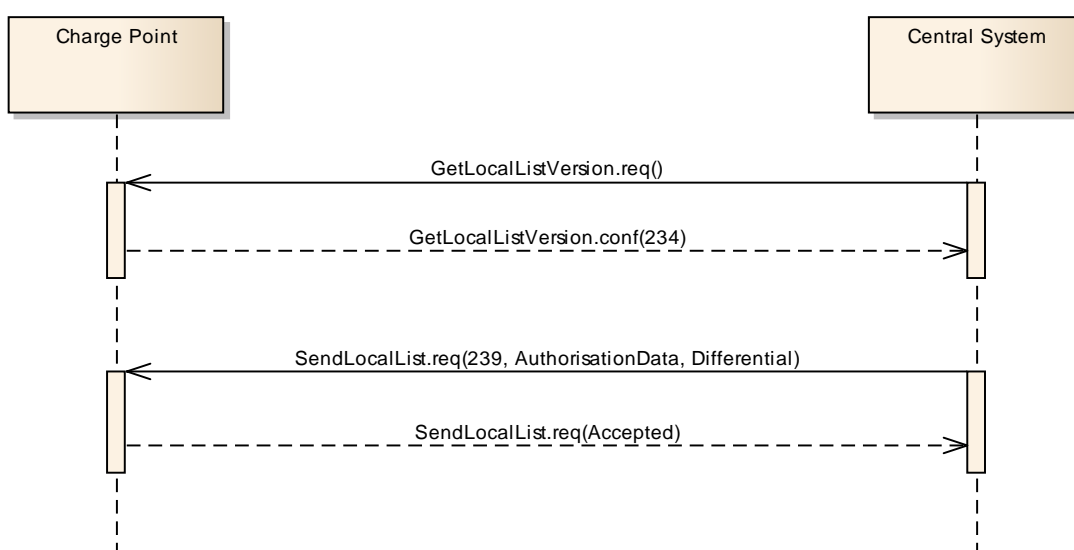 Charge Point
Central System
GetLocalListVersion.req()
GetLocalListVersion.conf(234)
SendLocalList.req(239, AuthorisationData, Differential)
SendLocalList.req(Accepted)